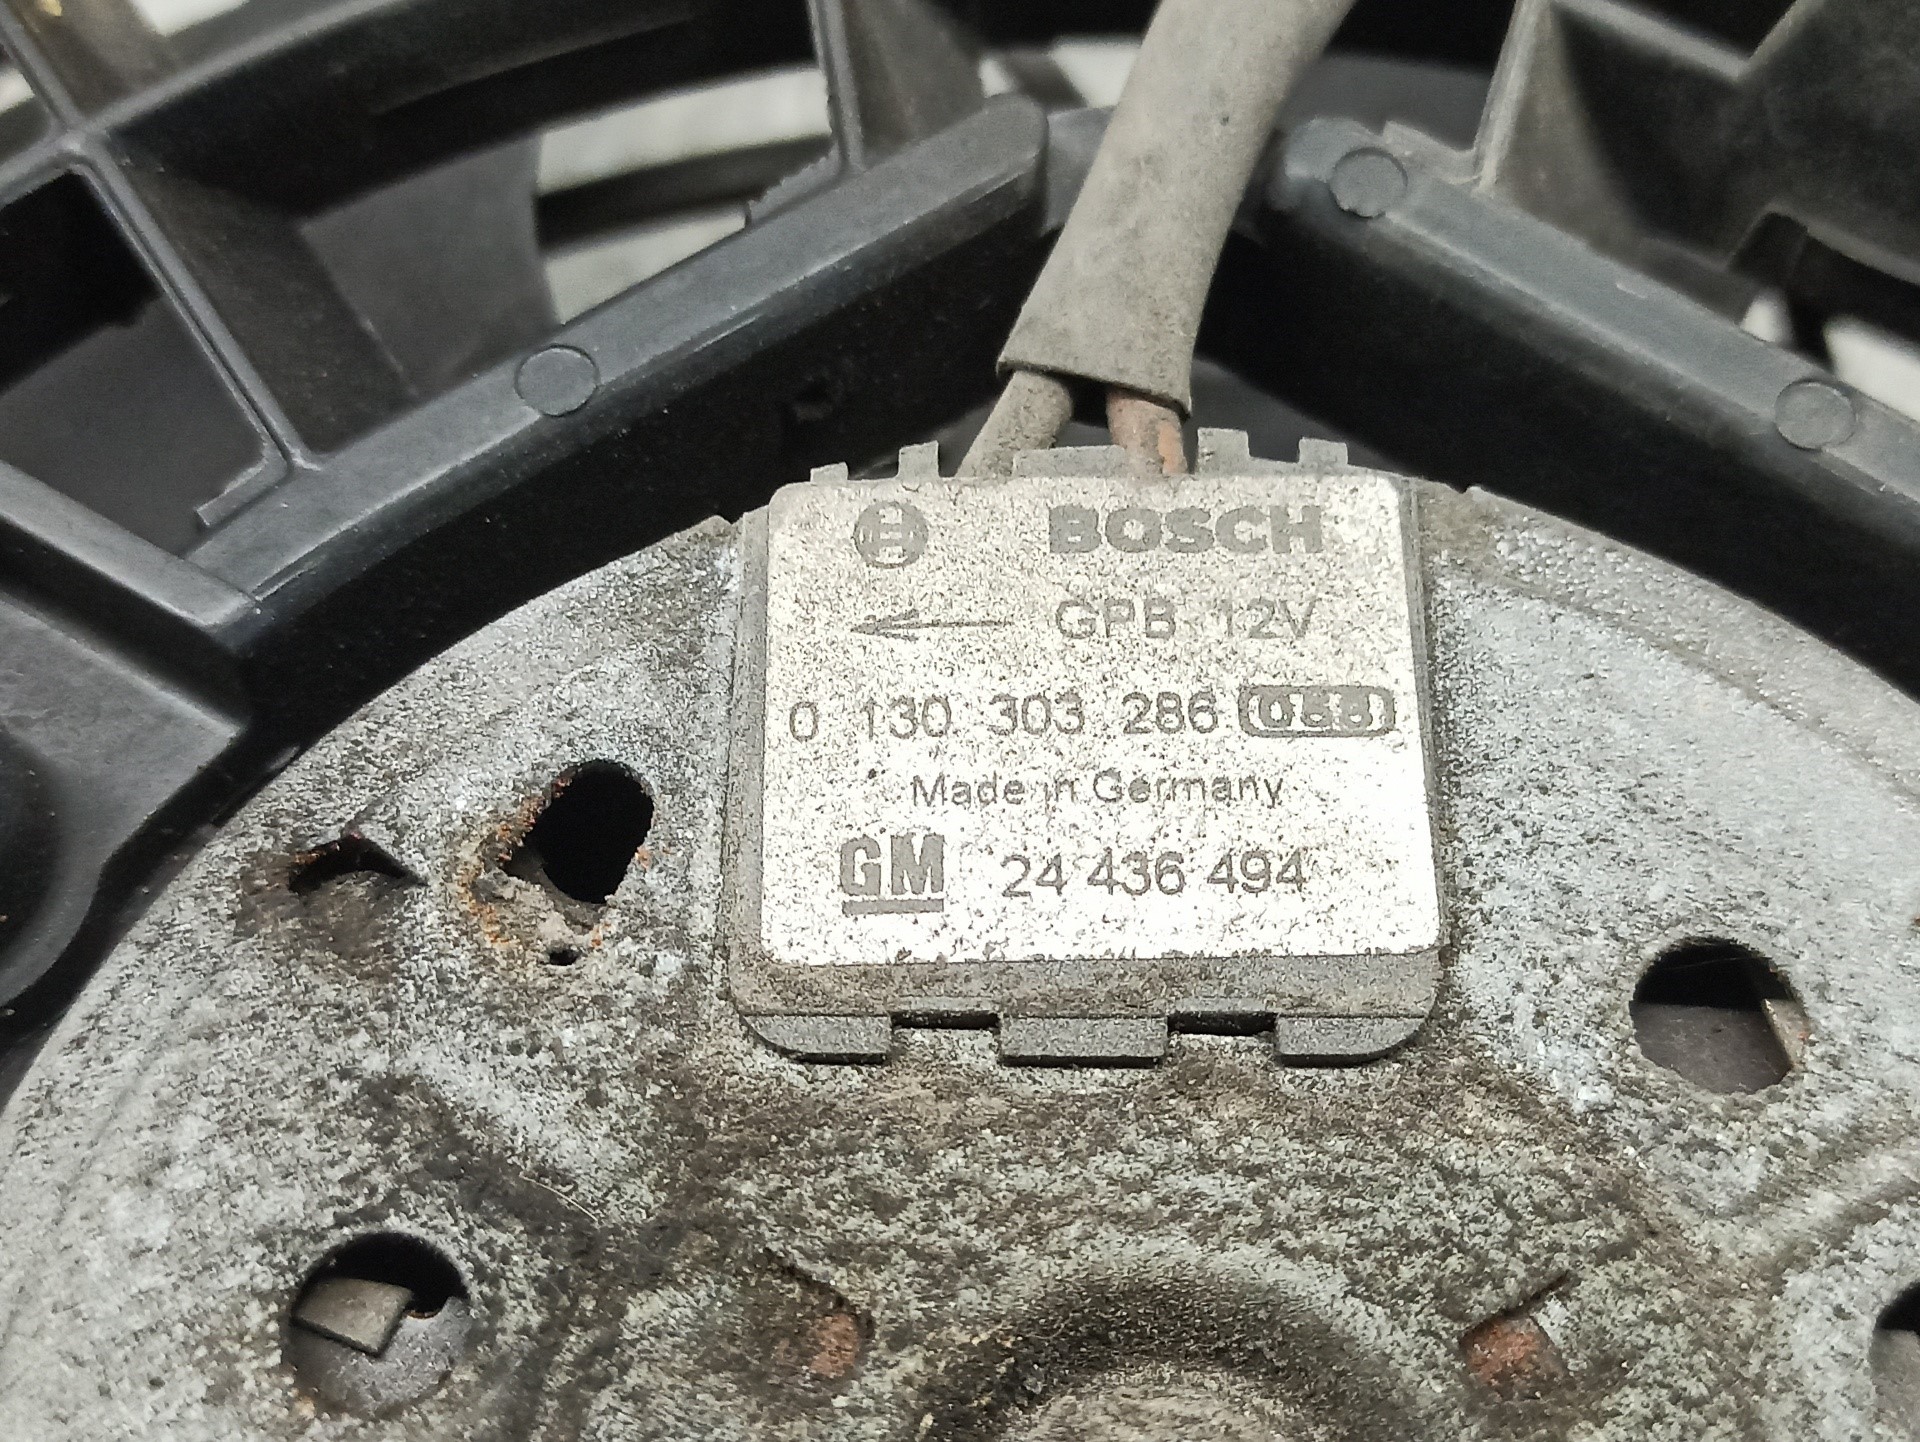 BOSCH
GPB 12V
0 130 303 286
Made in Germany
GM 24 436 494